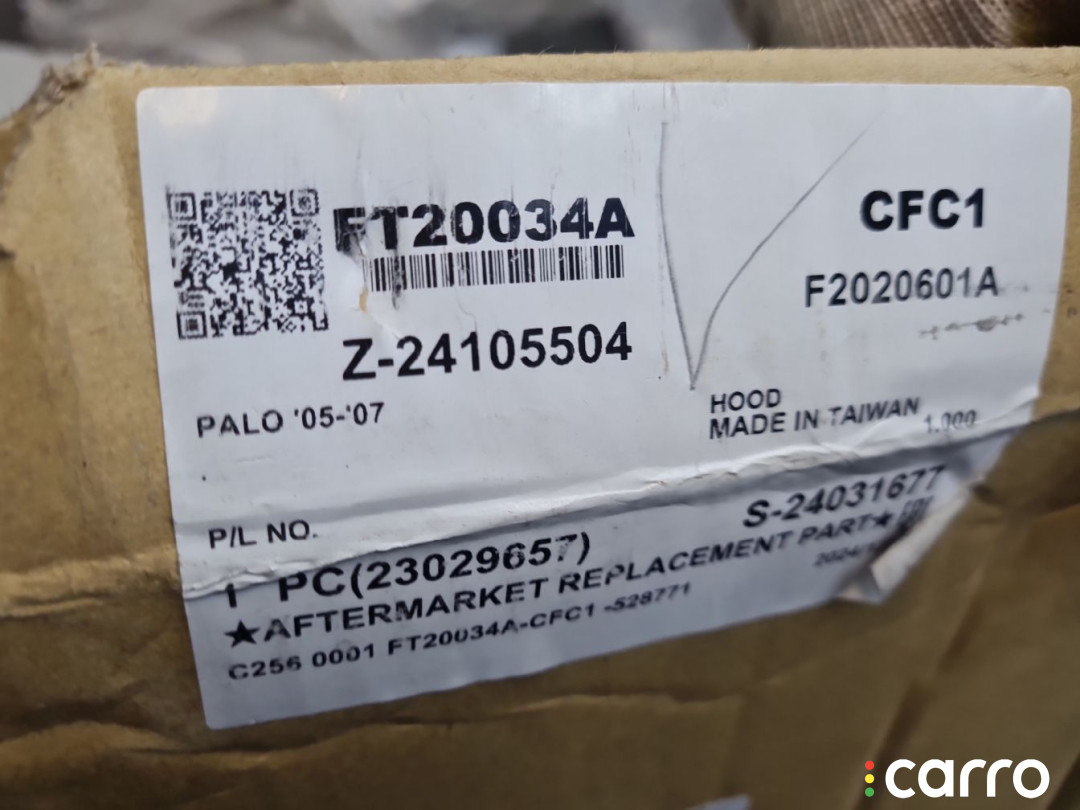 FT20034A
CFC1
F2020601A
Z-24105504
PALO '05-'07
HOOD
MADE IN TAIWAN
1.000
P/L NO.
S-24031677
1 PC(23029657)
★AFTERMARKET REPLACEMENT PART★
C256 0001 FT20034A-CFC1 -528771
carro